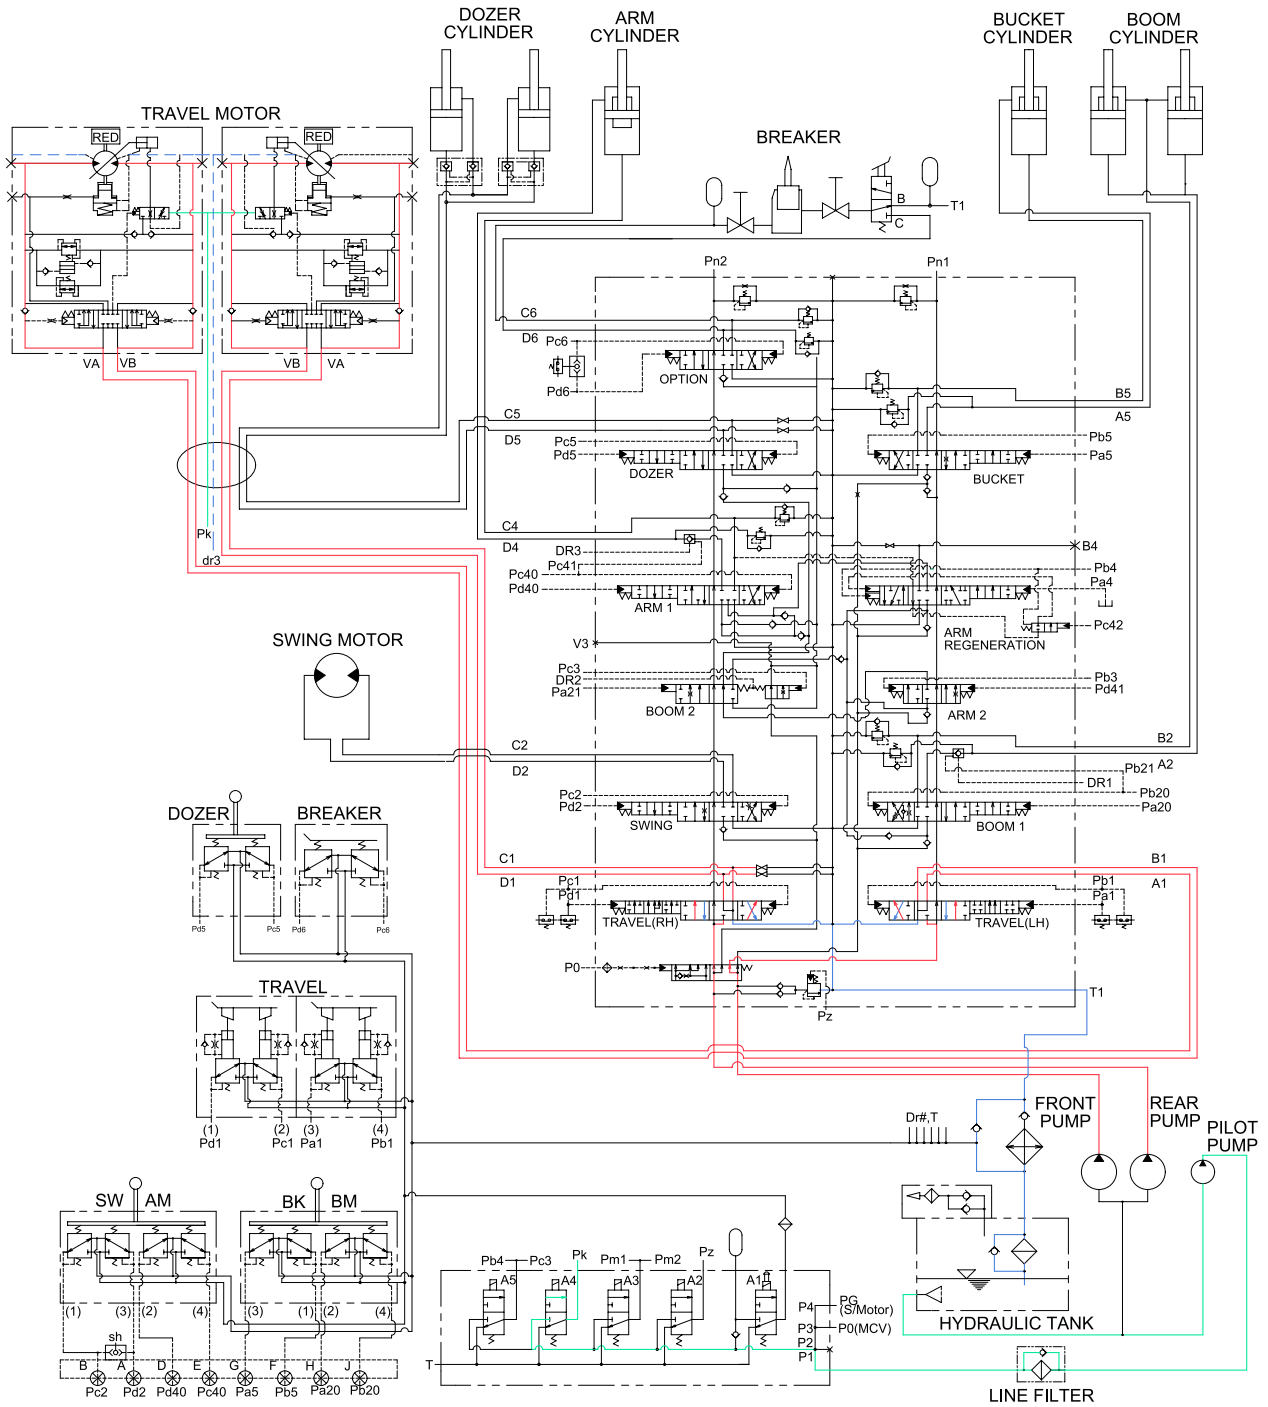 DOZER
CYLINDER
ARM
CYLINDER
BUCKET
CYLINDER
BOOM
CYLINDER
TRAVEL MOTOR
RED
RED
BREAKER
B
C
T1
VA
VB
VB
VA
Pn2
Pn1
C6
D6
Pc6
Pd6
OPTION
B5
A5
C5
D5
Pc5
Pd5
DOZER
Pb5
Pa5
BUCKET
Pk
dr3
C4
D4
DR3
Pc41
Pc40
Pd40
ARM 1
B4
Pb4
Pa4
Pc42
ARM
REGENERATION
SWING MOTOR
V3
Pc3
DR2
Pa21
BOOM 2
Pb3
Pd41
ARM 2
C2
D2
B2
A2
Pb21
DR1
Pc2
Pd2
SWING
Pb20
Pa20
BOOM 1
DOZER
BREAKER
Pd5
Pc5
Pd6
Pc6
C1
D1
B1
A1
Pc1
Pd1
TRAVEL(RH)
Pb1
Pa1
TRAVEL(LH)
P0
Pz
T1
TRAVEL
(1)
Pd1
(2)
Pc1
(3)
Pa1
(4)
Pb1
Dr#,T
FRONT
PUMP
REAR
PUMP
PILOT
PUMP
SW
AM
BK
BM
(1)
(3)
(2)
(4)
(3)
(1)
(2)
(4)
sh
B
A
D
E
G
F
H
J
Pc2
Pd2
Pd40
Pc40
Pa5
Pb5
Pa20
Pb20
Pb4
Pc3
Pk
Pm1
Pm2
Pz
A5
A4
A3
A2
A1
T
P4
P3
P2
P1
PG
(S/Motor)
P0(MCV)
HYDRAULIC TANK
LINE FILTER